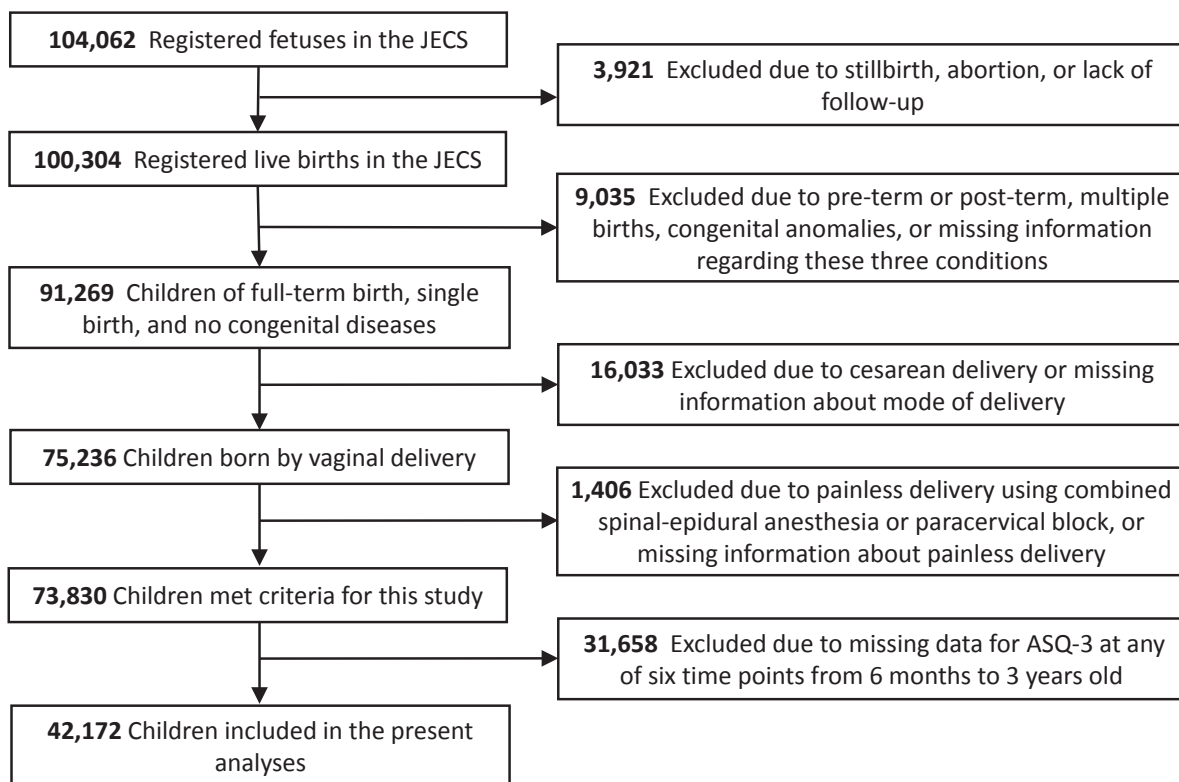 104,062 Registered fetuses in the JECS
3,921 Excluded due to stillbirth, abortion, or lack of
follow-up
100,304 Registered live births in the JECS
9,035 Excluded due to pre-term or post-term, multiple
births, congenital anomalies, or missing information
regarding these three conditions
91,269 Children of full-term birth, single
birth, and no congenital diseases
16,033 Excluded due to cesarean delivery or missing
information about mode of delivery
75,236 Children born by vaginal delivery
1,406 Excluded due to painless delivery using combined
spinal-epidural anesthesia or paracervical block, or
missing information about painless delivery
73,830 Children met criteria for this study
31,658 Excluded due to missing data for ASQ-3 at any
of six time points from 6 months to 3 years old
42,172 Children included in the present
analyses